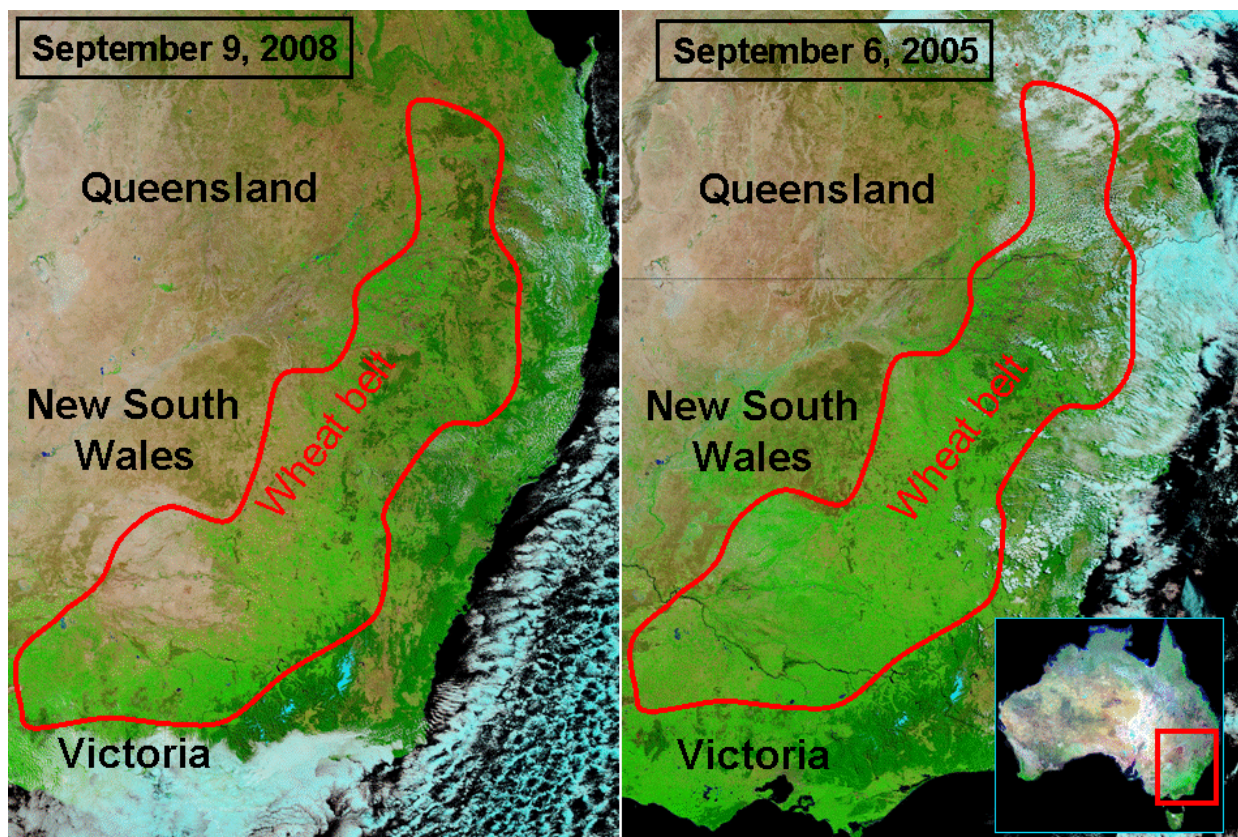 September 9, 2008
Queensland
New South
Wales
Wheat belt
Victoria
September 6, 2005
Queensland
New South
Wales
Wheat belt
Victoria